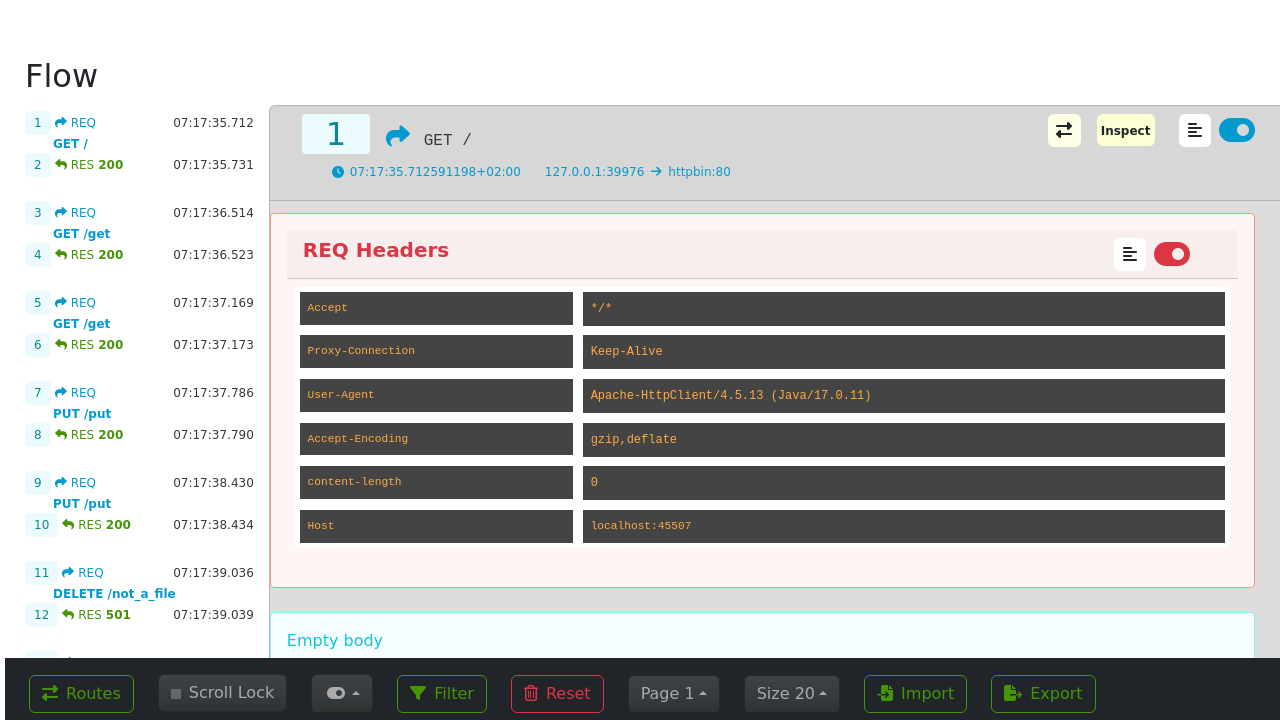 Flow
1 REQ 07:17:35.712
GET /
2 RES 200 07:17:35.731
3 REQ 07:17:36.514
GET /get
4 RES 200 07:17:36.523
5 REQ 07:17:37.169
GET /get
6 RES 200 07:17:37.173
7 REQ 07:17:37.786
PUT /put
8 RES 200 07:17:37.790
9 REQ 07:17:38.430
PUT /put
10 RES 200 07:17:38.434
11 REQ 07:17:39.036
DELETE /not_a_file
12 RES 501 07:17:39.039
1 GET / Inspect
07:17:35.712591198+02:00 127.0.0.1:39976 → httpbin:80
REQ Headers
Accept */*
Proxy-Connection Keep-Alive
User-Agent Apache-HttpClient/4.5.13 (Java/17.0.11)
Accept-Encoding gzip,deflate
content-length 0
Host localhost:45507
Empty body
Routes Scroll Lock Filter Reset Page 1 Size 20 Import Export